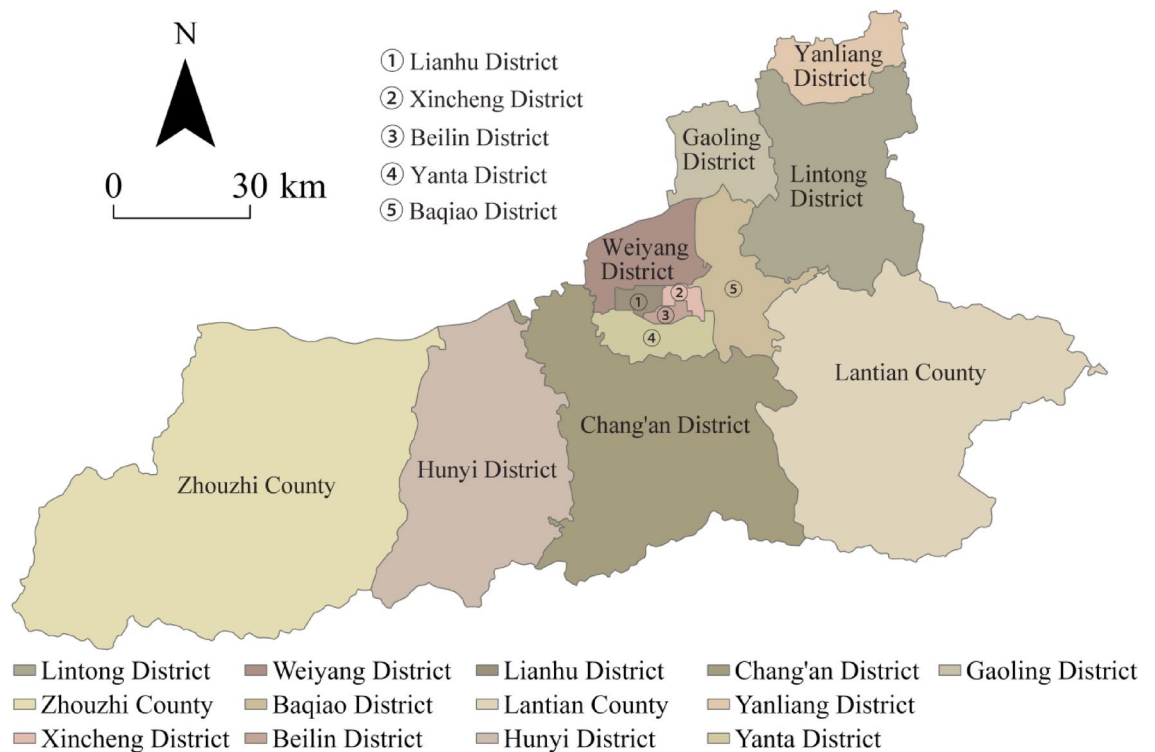 N
0 30 km
① Lianhu District
② Xincheng District
③ Beilin District
④ Yanta District
⑤ Baqiao District
Yanliang
District
Gaoling
District
Lintong
District
Weiyang
District
①
②
③
④
⑤
Lantian County
Chang'an District
Hunyi District
Zhouzhi County
Lintong District Weiyang District Lianhu District Chang'an District Gaoling District
Zhouzhi County Baqiao District Lantian County Yanliang District
Xincheng District Beilin District Hunyi District Yanta District